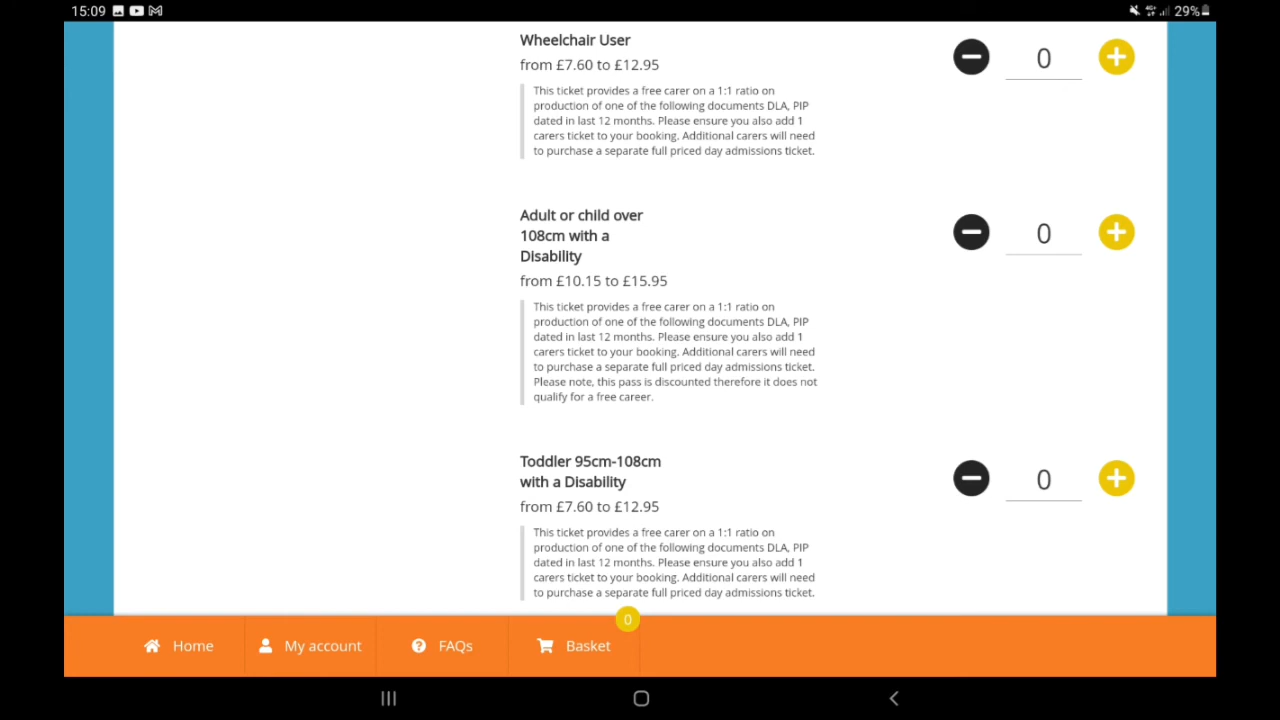 15:09
29%
Wheelchair User
from £7.60 to £12.95
0
This ticket provides a free carer on a 1:1 ratio on
production of one of the following documents DLA, PIP
dated in last 12 months. Please ensure you also add 1
carers ticket to your booking. Additional carers will need
to purchase a separate full priced day admissions ticket.
Adult or child over
108cm with a
Disability
0
from £10.15 to £15.95
This ticket provides a free carer on a 1:1 ratio on
production of one of the following documents DLA, PIP
dated in last 12 months. Please ensure you also add 1
carers ticket to your booking. Additional carers will need
to purchase a separate full priced day admissions ticket.
Please note, this pass is discounted therefore it does not
qualify for a free career.
Toddler 95cm-108cm
with a Disability
0
from £7.60 to £12.95
This ticket provides a free carer on a 1:1 ratio on
production of one of the following documents DLA, PIP
dated in last 12 months. Please ensure you also add 1
carers ticket to your booking. Additional carers will need
to purchase a separate full priced day admissions ticket.
0
Home
My account
FAQs
Basket